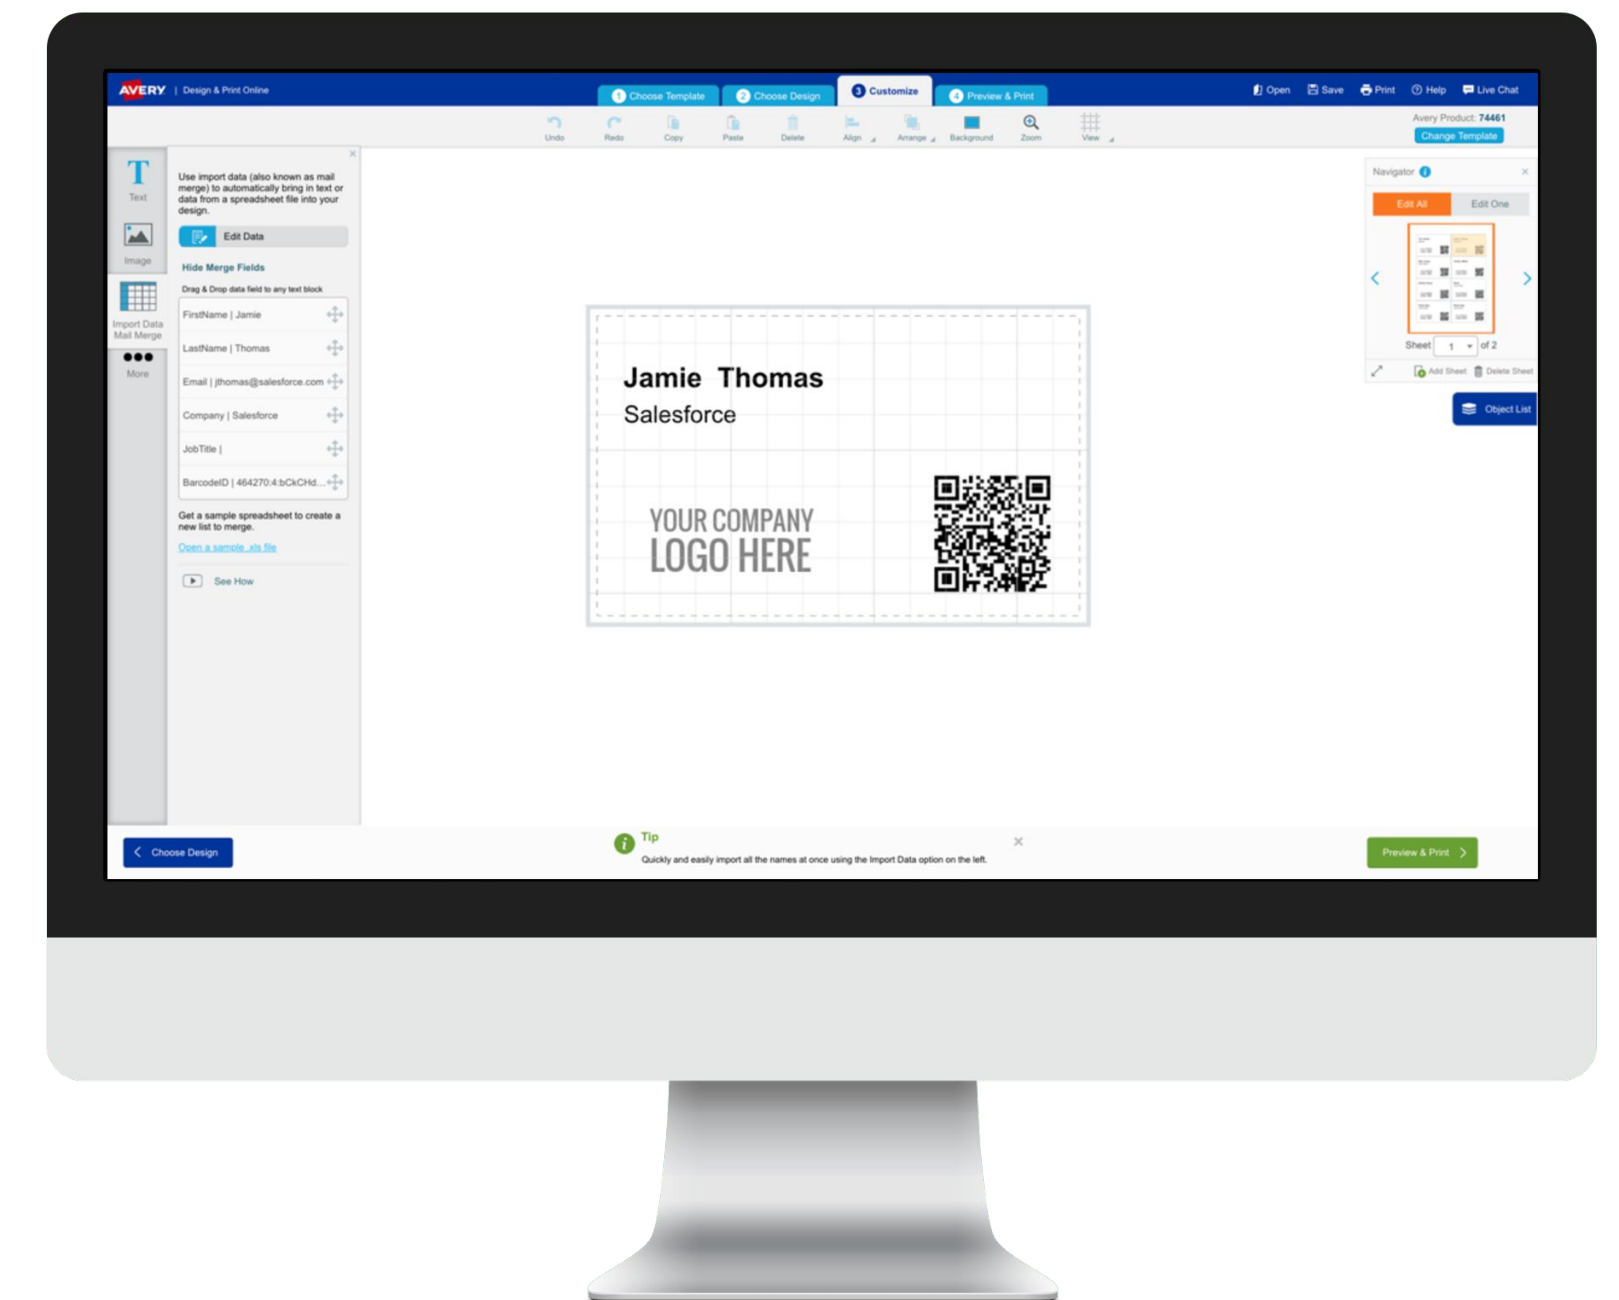 AVERY | Design & Print Online
1 Choose Template
2 Choose Design
3 Customize
4 Preview & Print
Open
Save
Print
Help
Live Chat
Undo
Redo
Copy
Paste
Delete
Align
Arrange
Background
Zoom
View
Avery Product: 74461
Change Template
Text
Image
Import Data
Mail Merge
More
Use import data (also known as mail
merge) to automatically bring in text or
data from a spreadsheet file into your
design.
Edit Data
Hide Merge Fields
Drag & Drop data field to any text block
FirstName | Jamie
LastName | Thomas
Email | jthomas@salesforce.com
Company | Salesforce
JobTitle |
BarcodeID | 464270:4:bCkCHd...
Get a sample spreadsheet to create a
new list to merge.
Open a sample .xls file
See How
Jamie Thomas
Salesforce
YOUR COMPANY
LOGO HERE
Navigator
Edit All
Edit One
Sheet 1 of 2
Add Sheet
Delete Sheet
Object List
Choose Design
Tip
Quickly and easily import all the names at once using the Import Data option on the left.
Preview & Print